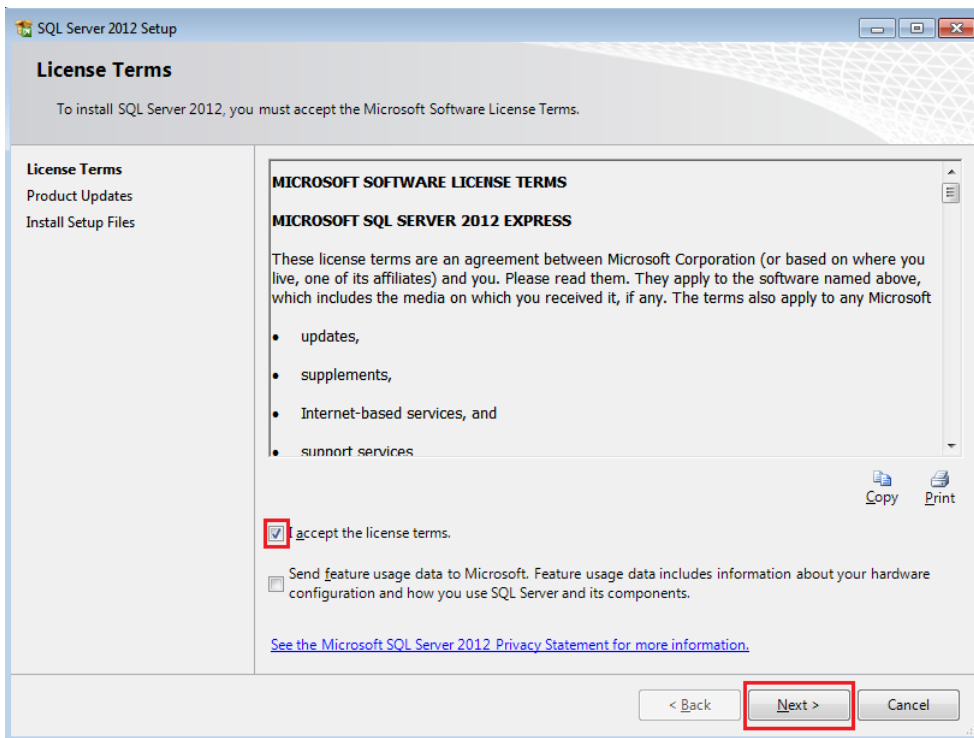 SQL Server 2012 Setup
License Terms
To install SQL Server 2012, you must accept the Microsoft Software License Terms.
License Terms
Product Updates
Install Setup Files
MICROSOFT SOFTWARE LICENSE TERMS
MICROSOFT SQL SERVER 2012 EXPRESS
These license terms are an agreement between Microsoft Corporation (or based on where you
live, one of its affiliates) and you. Please read them. They apply to the software named above,
which includes the media on which you received it, if any. The terms also apply to any Microsoft
• updates,
• supplements,
• Internet-based services, and
• support services
Copy Print
I accept the license terms.
Send feature usage data to Microsoft. Feature usage data includes information about your hardware
configuration and how you use SQL Server and its components.
See the Microsoft SQL Server 2012 Privacy Statement for more information.
< Back Next > Cancel